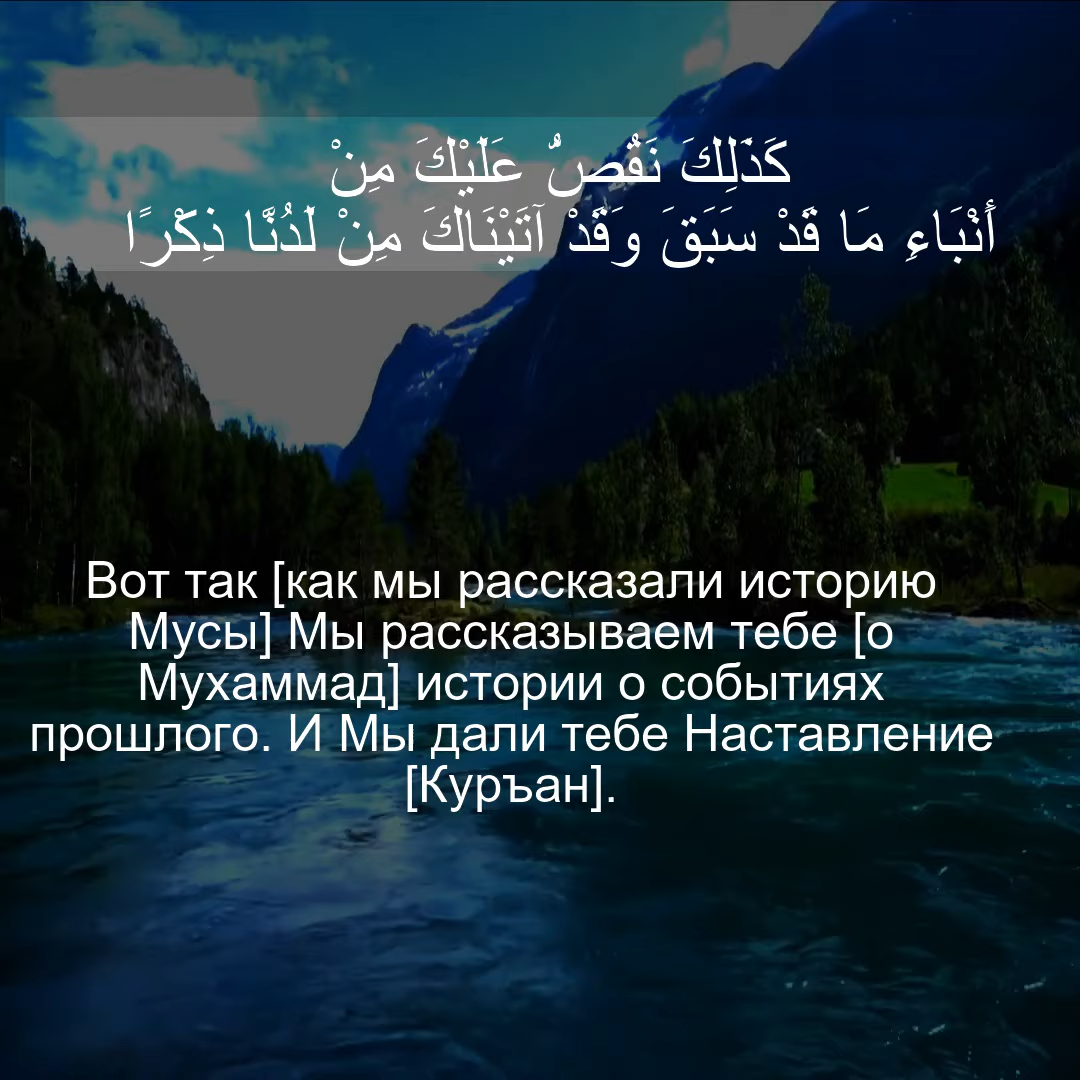 كَذَلِكَ نَقُصُّ عَلَيْكَ مِنْ
أَنْبَاءِ مَا قَدْ سَبَقَ وَقَدْ آتَيْنَاكَ مِنْ لَدُنَّا ذِكْرًا
Вот так [как мы рассказали историю
Мусы] Мы рассказываем тебе [о
Мухаммад] истории о событиях
прошлого. И Мы дали тебе Наставление
[Куръан].